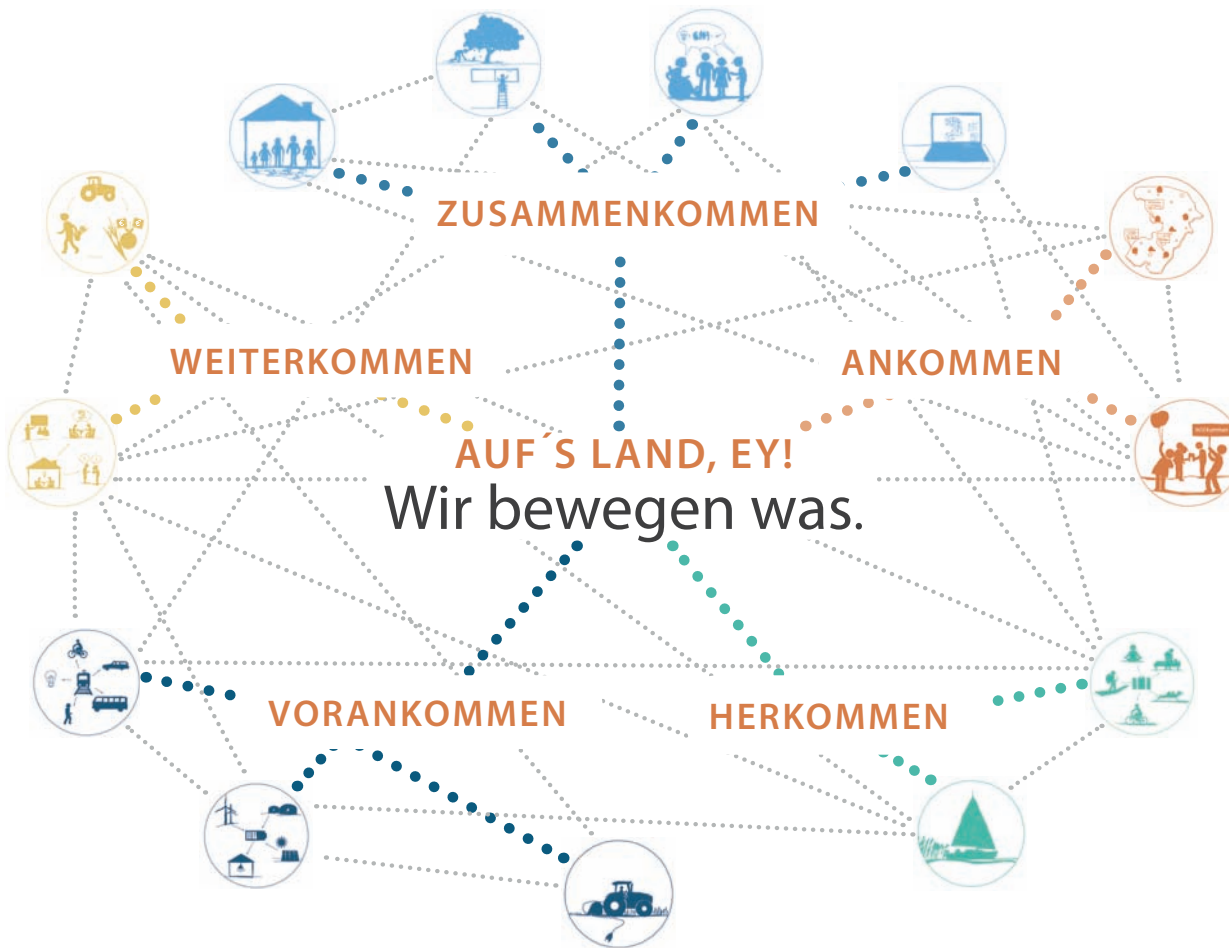 ZUSAMMENKOMMEN
WEITERKOMMEN
ANKOMMEN
AUF´S LAND, EY!
Wir bewegen was.
VORANKOMMEN
HERKOMMEN